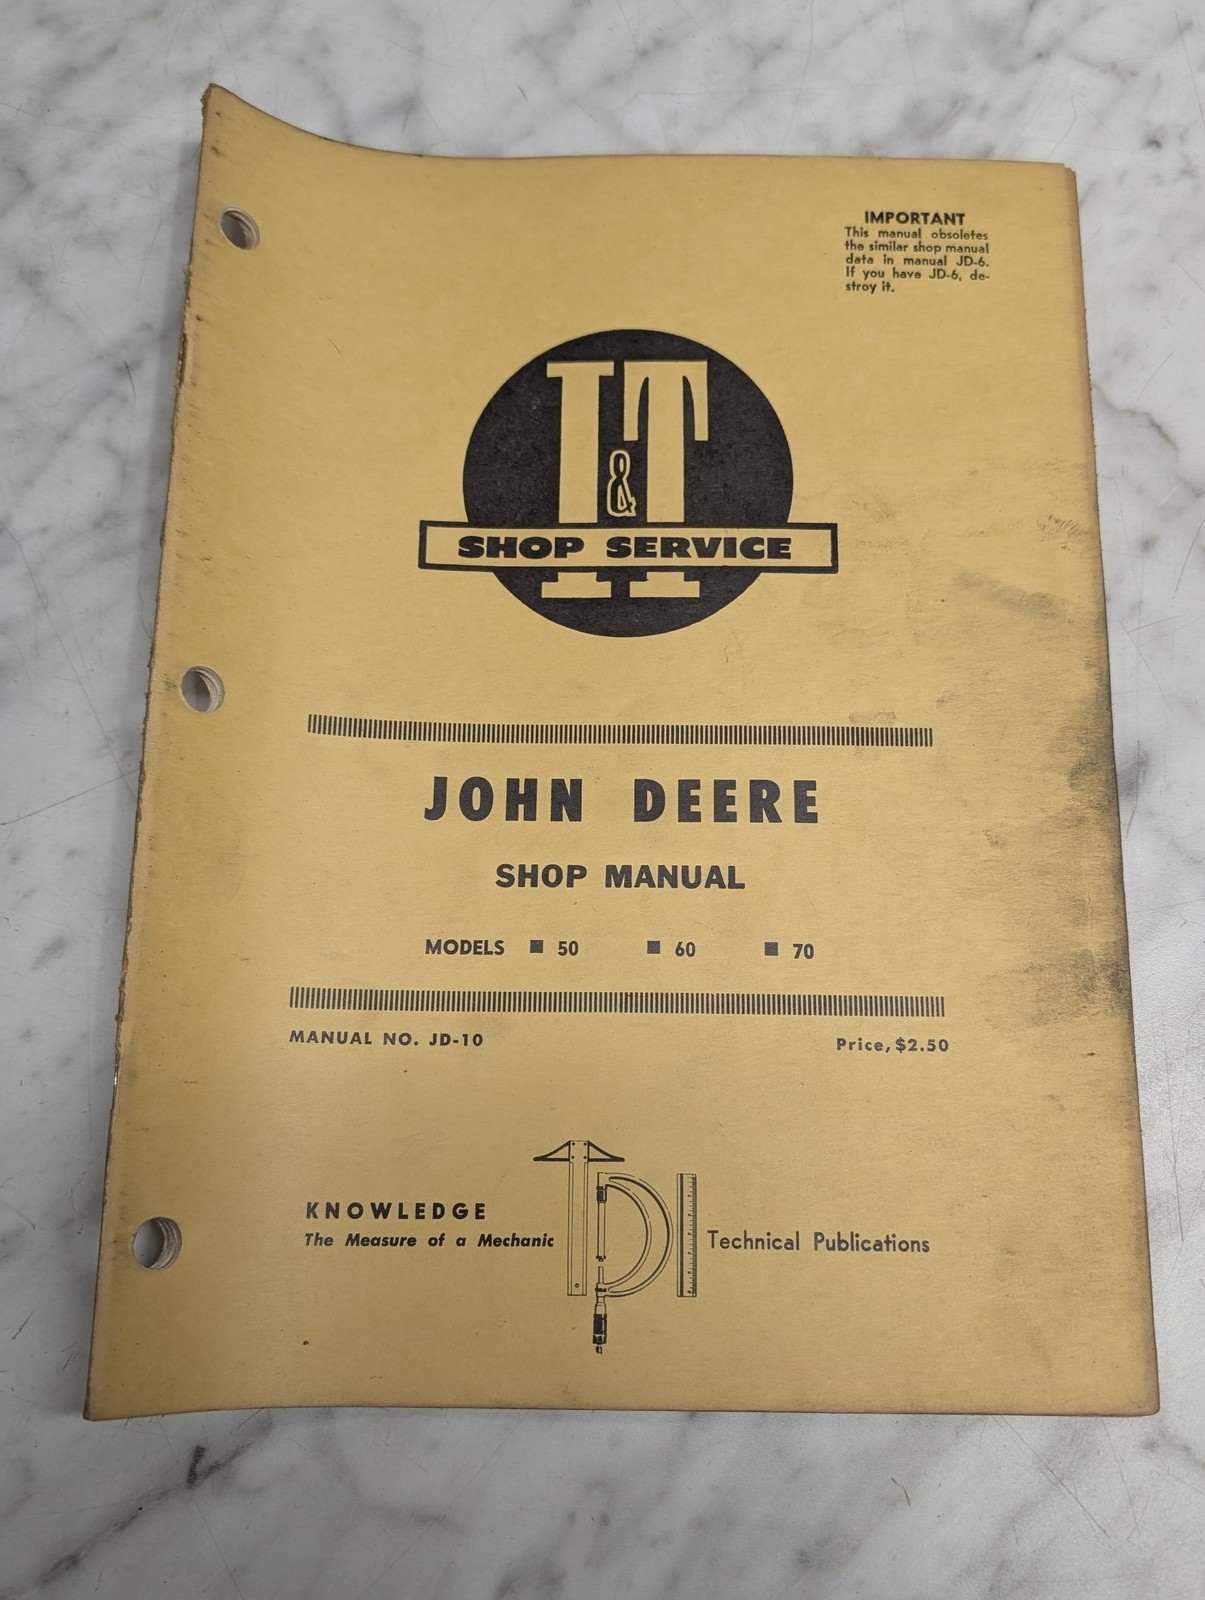 IMPORTANT
This manual obsoletes
the similar shop manual
data in manual JD-6.
If you have JD-6, de-
stroy it.
I&T
SHOP SERVICE
JOHN DEERE
SHOP MANUAL
MODELS ■ 50 ■ 60 ■ 70
MANUAL NO. JD-10 Price, $2.50
KNOWLEDGE
The Measure of a Mechanic
Technical Publications